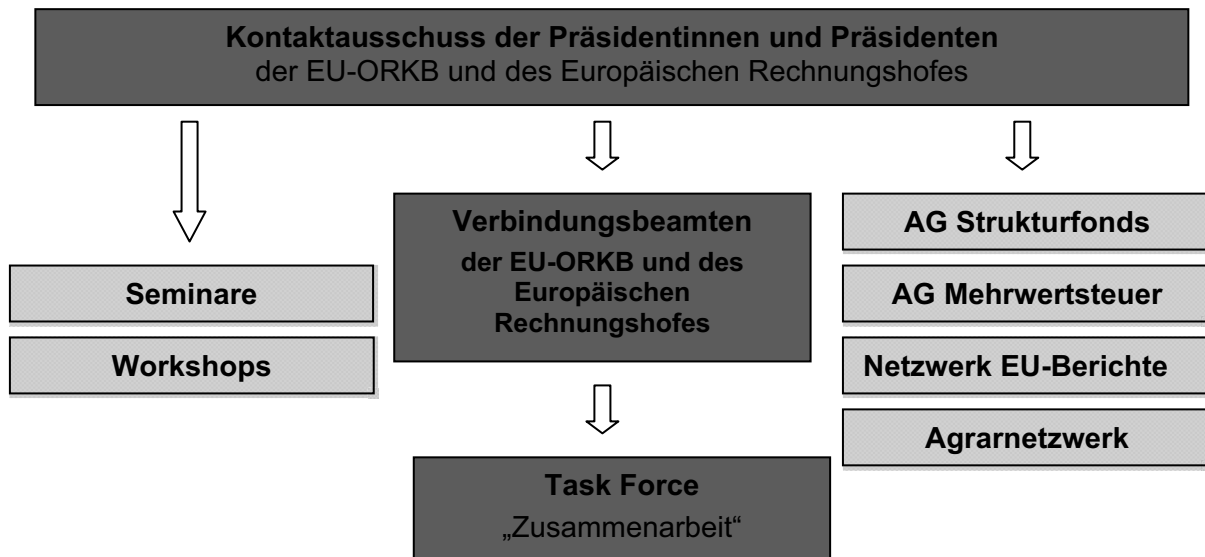 Kontaktausschuss der Präsidentinnen und Präsidenten
der EU-ORKB und des Europäischen Rechnungshofes
Seminare
Workshops
Verbindungsbeamten
der EU-ORKB und des
Europäischen
Rechnungshofes
Task Force
„Zusammenarbeit“
AG Strukturfonds
AG Mehrwertsteuer
Netzwerk EU-Berichte
Agrarnetzwerk